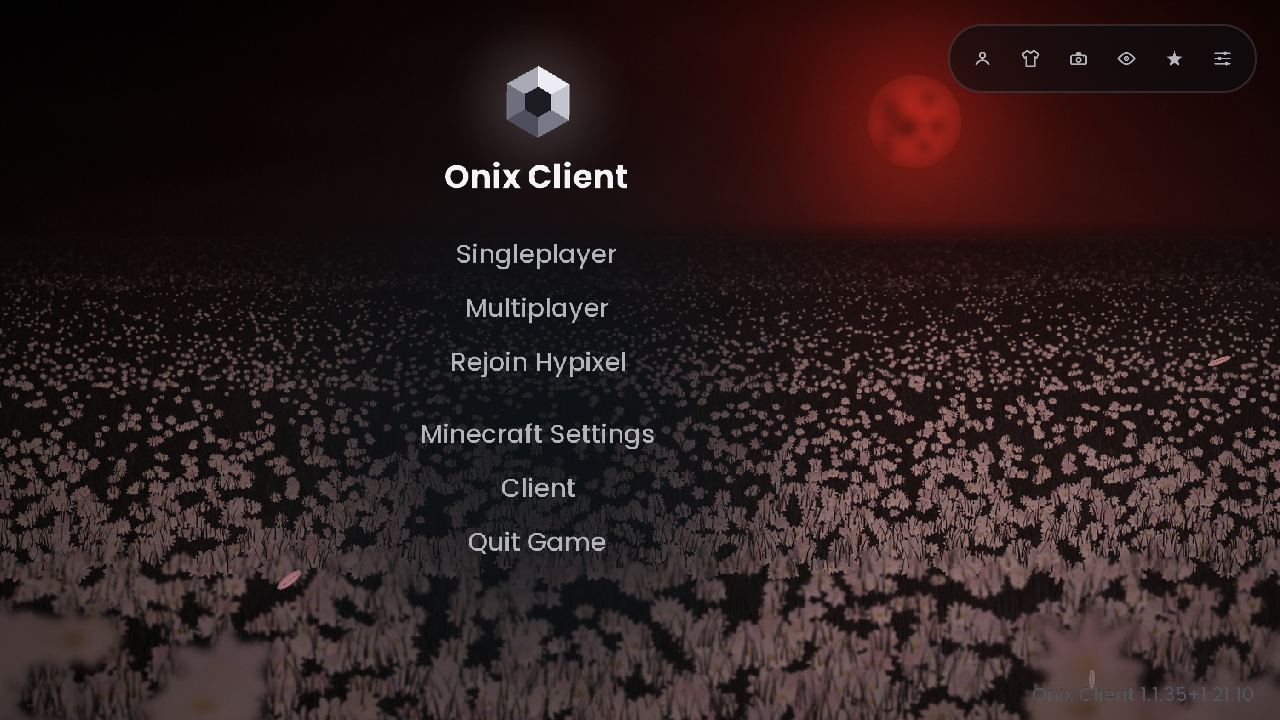 Onix Client
Singleplayer
Multiplayer
Rejoin Hypixel
Minecraft Settings
Client
Quit Game
Onix Client 1.1.35+1.21.10